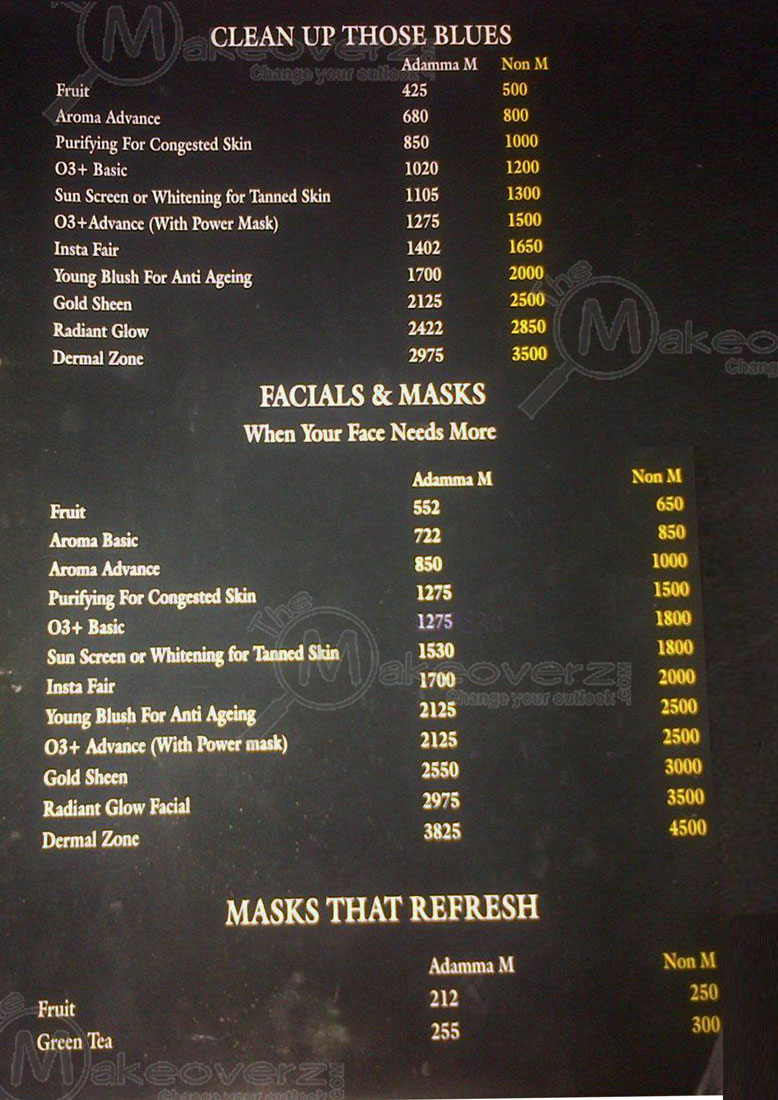 CLEAN UP THOSE BLUES
Adamma M Non M
Fruit 425 500
Aroma Advance 680 800
Purifying For Congested Skin 850 1000
O3+ Basic 1020 1200
Sun Screen or Whitening for Tanned Skin 1105 1300
O3+Advance (With Power Mask) 1275 1500
Insta Fair 1402 1650
Young Blush For Anti Ageing 1700 2000
Gold Sheen 2125 2500
Radiant Glow 2422 2850
Dermal Zone 2975 3500
FACIALS & MASKS
When Your Face Needs More
Adamma M Non M
Fruit 552 650
Aroma Basic 722 850
Aroma Advance 850 1000
Purifying For Congested Skin 1275 1500
O3+ Basic 1275 1800
Sun Screen or Whitening for Tanned Skin 1530 1800
Insta Fair 1700 2000
Young Blush For Anti Ageing 2125 2500
O3+ Advance (With Power mask) 2125 2500
Gold Sheen 2550 3000
Radiant Glow Facial 2975 3500
Dermal Zone 3825 4500
MASKS THAT REFRESH
Adamma M Non M
Fruit 212 250
Green Tea 255 300
The Makeoverz
Change your outlook